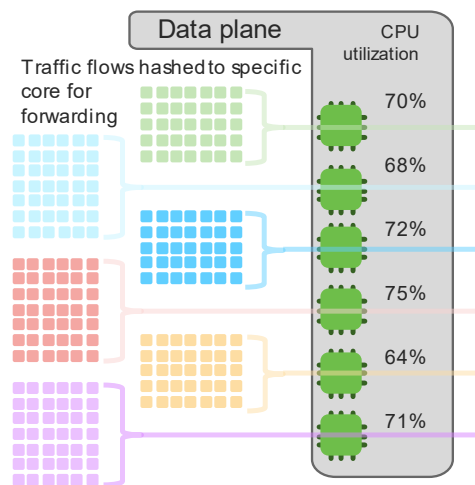 Data plane
CPU
utilization
Traffic flows hashed to specific
core for
forwarding
70%
68%
72%
75%
64%
71%